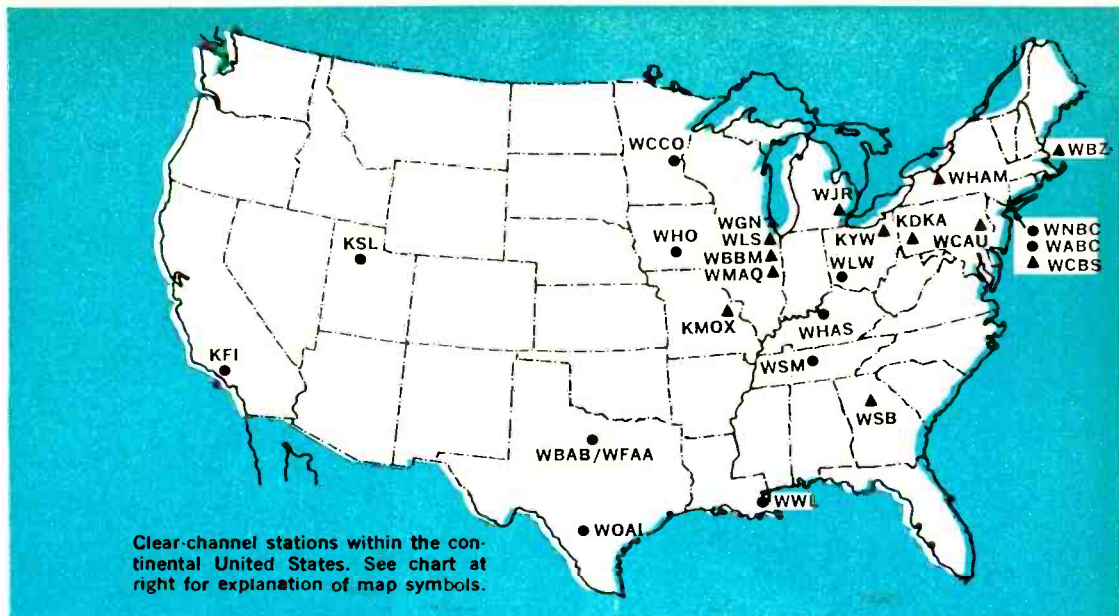 WCCO
WBZ
WHAM
WJR
WGN
WLS
WBBM
WMAQ
KYW
KDKA
WCAU
WNBC
WABC
WCBS
WHO
KSL
WLW
KMOX
WHAS
WSM
KFI
WSB
WBAB/WFAA
WWL
WOAI
Clear-channel stations within the con-
tinental United States. See chart at
right for explanation of map symbols.